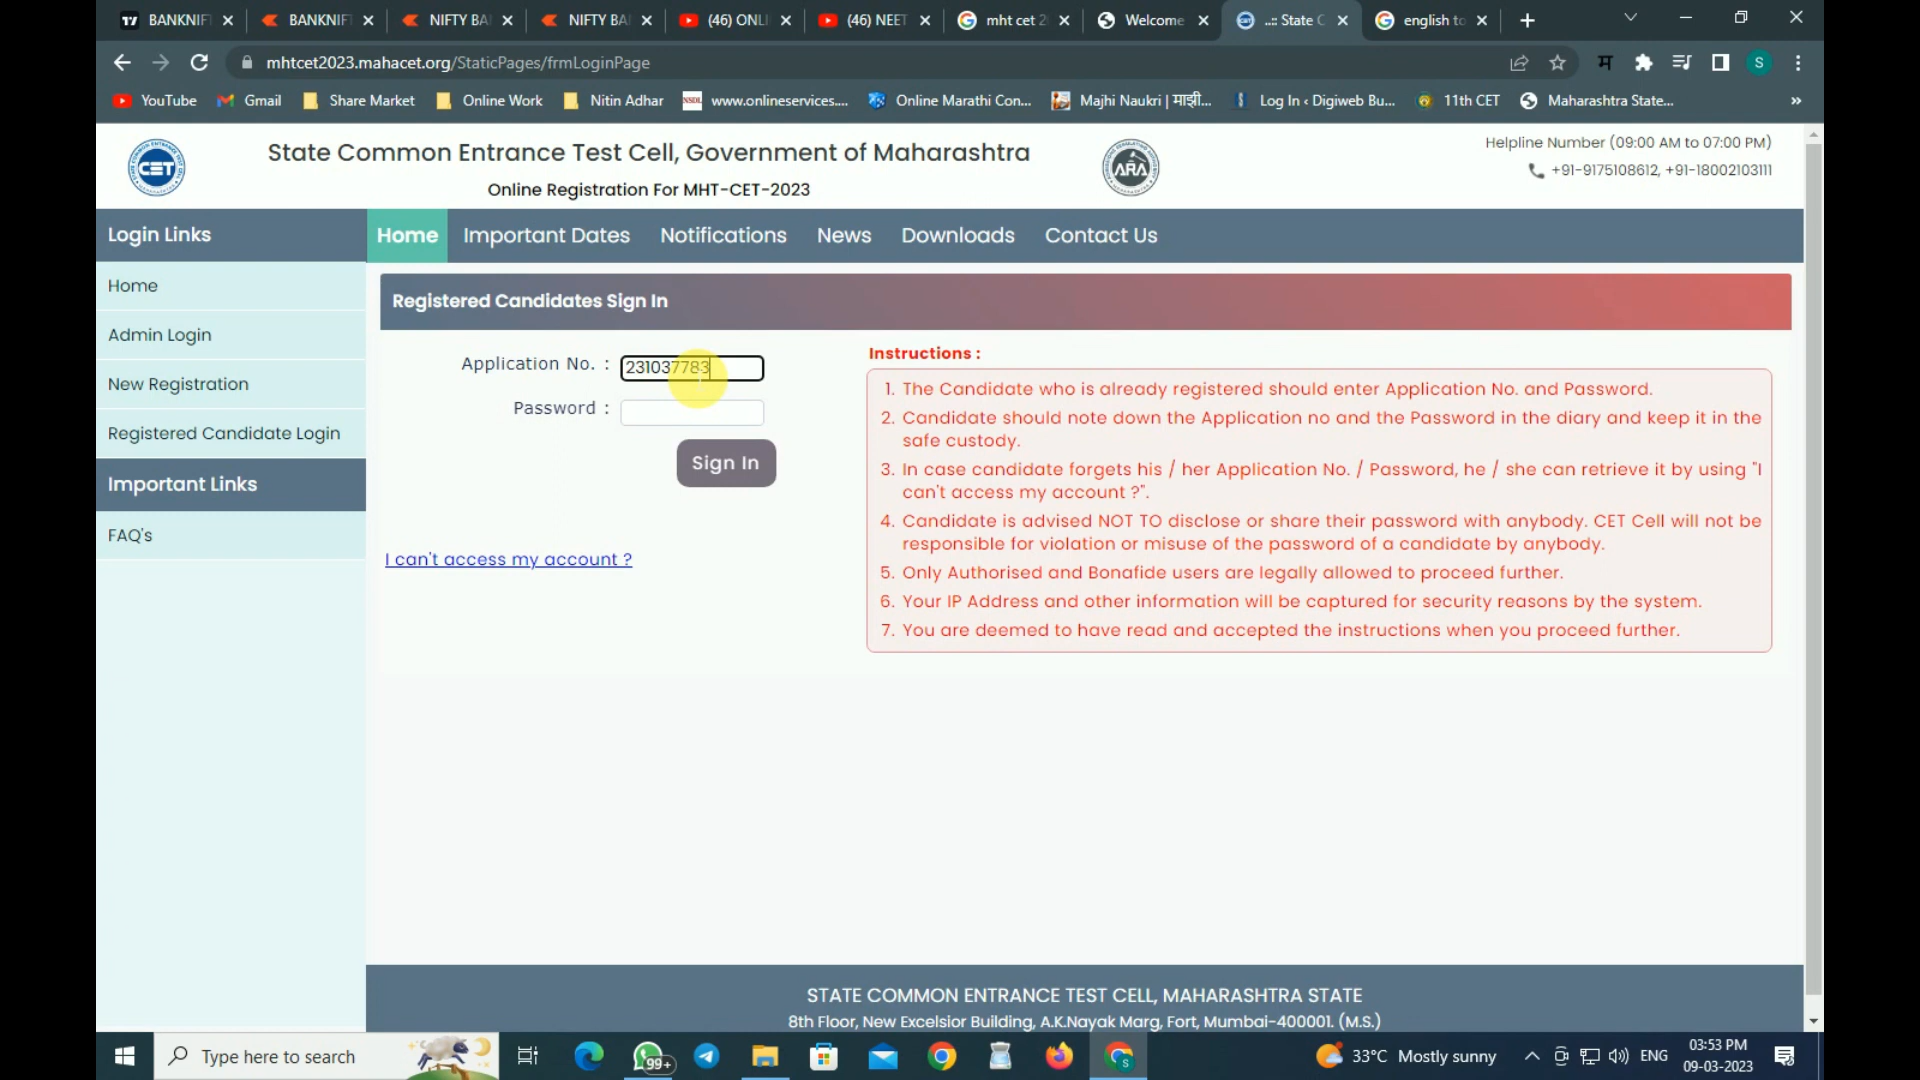 BANKNIF
BANKNIFT
NIFTY BA
NIFTY BA
(46) ONLI
(46) NEET
mht cet 2
Welcome
..:: State C
english to
mhtcet2023.mahacet.org/StaticPages/frmLoginPage
म
S
YouTube
Gmail
Share Market
Online Work
Nitin Adhar
NSDL
www.onlineservices....
Online Marathi Con...
Majhi Naukri | माझी...
Log In ‹ Digiweb Bu...
11th CET
Maharashtra State...
»
CET
State Common Entrance Test Cell, Government of Maharashtra
Online Registration For MHT-CET-2023
ARA
Helpline Number (09:00 AM to 07:00 PM)
+91-9175108612, +91-18002103111
Login Links
Home
Important Dates
Notifications
News
Downloads
Contact Us
Home
Admin Login
New Registration
Registered Candidate Login
Important Links
FAQ's
Registered Candidates Sign In
Application No. : 231037783
Password :
Sign In
I can't access my account ?
Instructions :
1. The Candidate who is already registered should enter Application No. and Password.
2. Candidate should note down the Application no and the Password in the diary and keep it in the
safe custody.
3. In case candidate forgets his / her Application No. / Password, he / she can retrieve it by using "I
can't access my account ?".
4. Candidate is advised NOT TO disclose or share their password with anybody. CET Cell will not be
responsible for violation or misuse of the password of a candidate by anybody.
5. Only Authorised and Bonafide users are legally allowed to proceed further.
6. Your IP Address and other information will be captured for security reasons by the system.
7. You are deemed to have read and accepted the instructions when you proceed further.
STATE COMMON ENTRANCE TEST CELL, MAHARASHTRA STATE
8th Floor, New Excelsior Building, A.K.Nayak Marg, Fort, Mumbai-400001. (M.S.)
Type here to search
99+
S
33°C Mostly sunny
ENG
03:53 PM
09-03-2023